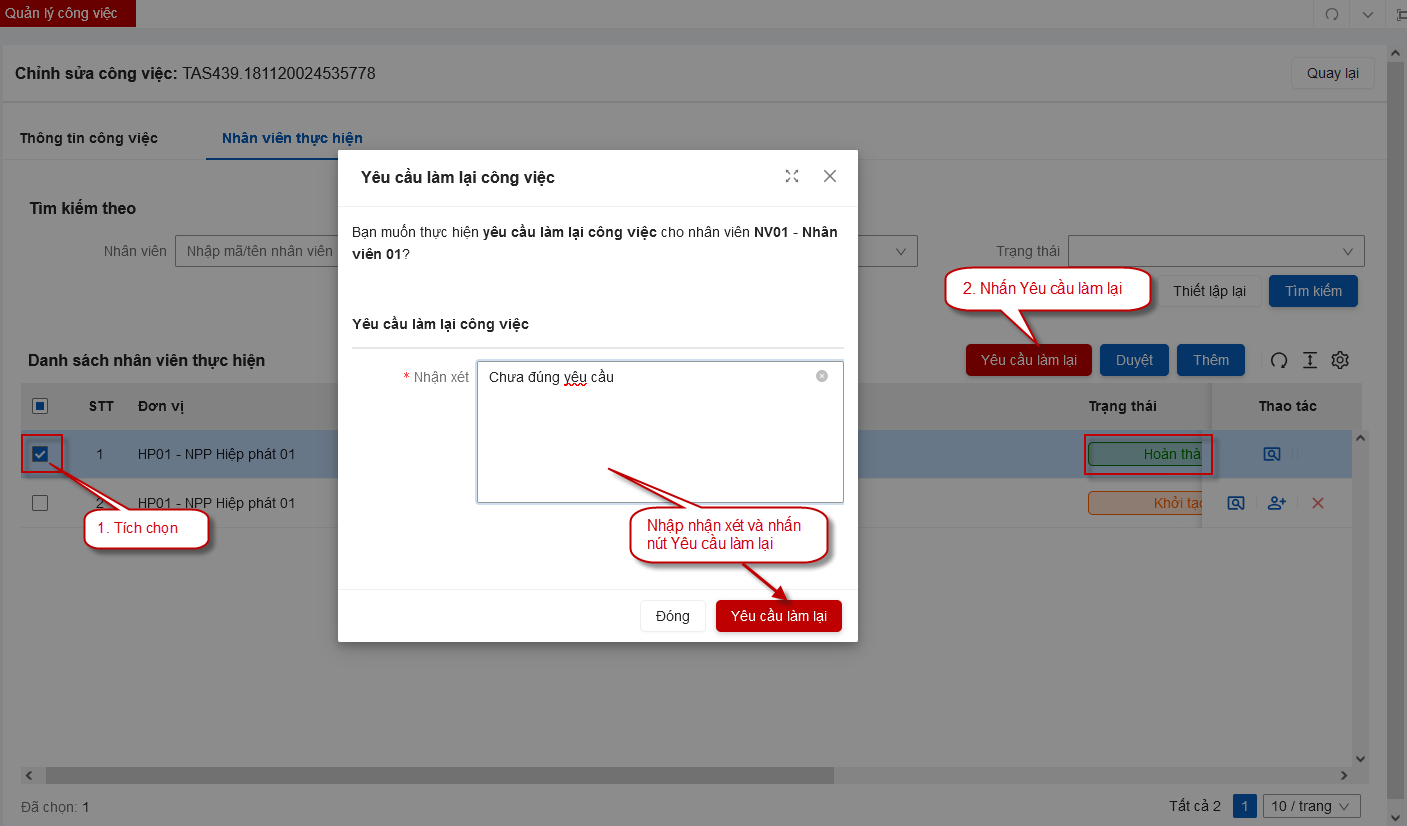 Quản lý công việc
Chỉnh sửa công việc: TAS439.181120024535778
Quay lại
Thông tin công việc
Nhân viên thực hiện
Yêu cầu làm lại công việc
Bạn muốn thực hiện yêu cầu làm lại công việc cho nhân viên NV01 - Nhân
viên 01?
Tìm kiếm theo
Nhân viên
Nhập mã/tên nhân viên
Trạng thái
2. Nhấn Yêu cầu làm lại
Thiết lập lại
Tìm kiếm
Yêu cầu làm lại công việc
Danh sách nhân viên thực hiện
Yêu cầu làm lại
Duyệt
Thêm
* Nhận xét
Chưa đúng yêu cầu
STT
Đơn vị
Trạng thái
Thao tác
1
HP01 - NPP Hiệp phát 01
Hoàn thà
2
HP01 - NPP Hiệp phát 01
Khởi tạo
1. Tích chọn
Nhập nhận xét và nhấn
nút Yêu cầu làm lại
Đóng
Yêu cầu làm lại
Đã chọn: 1
Tất cả 2
1
10 / trang